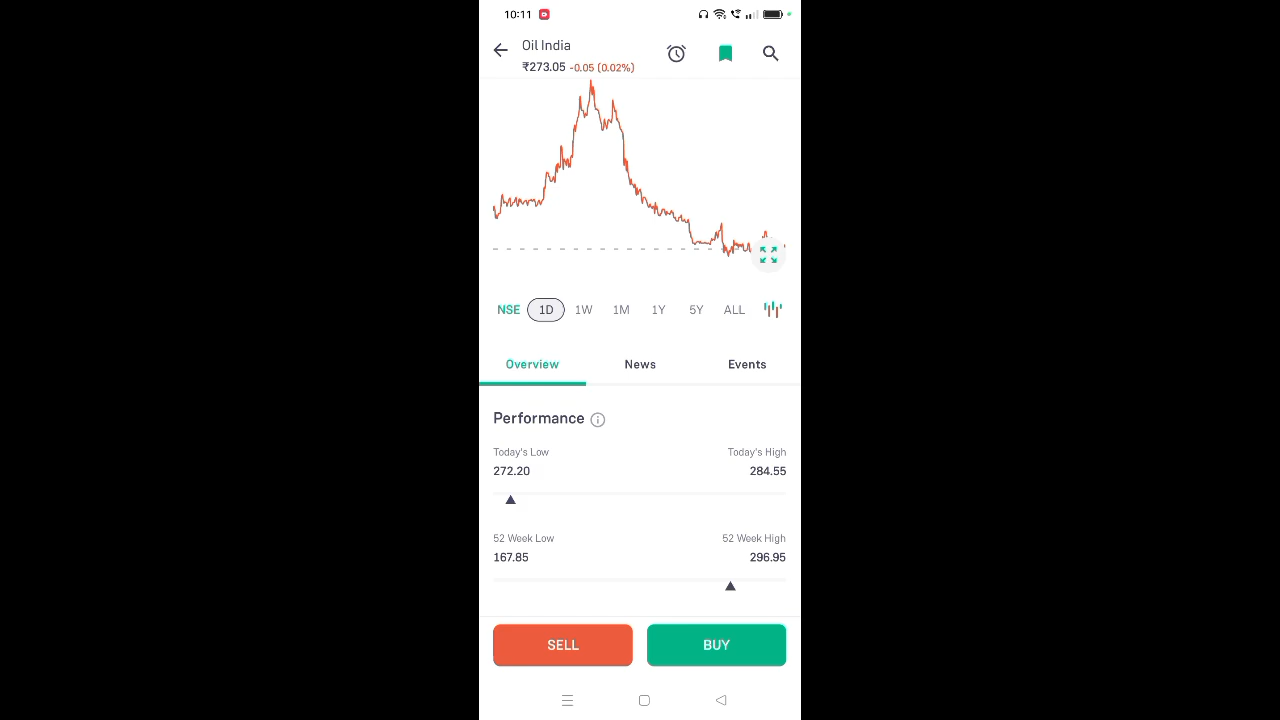 10:11
Oil India
₹273.05 -0.05 (0.02%)
NSE 1D 1W 1M 1Y 5Y ALL
Overview News Events
Performance
Today's Low Today's High
272.20 284.55
52 Week Low 52 Week High
167.85 296.95
SELL BUY